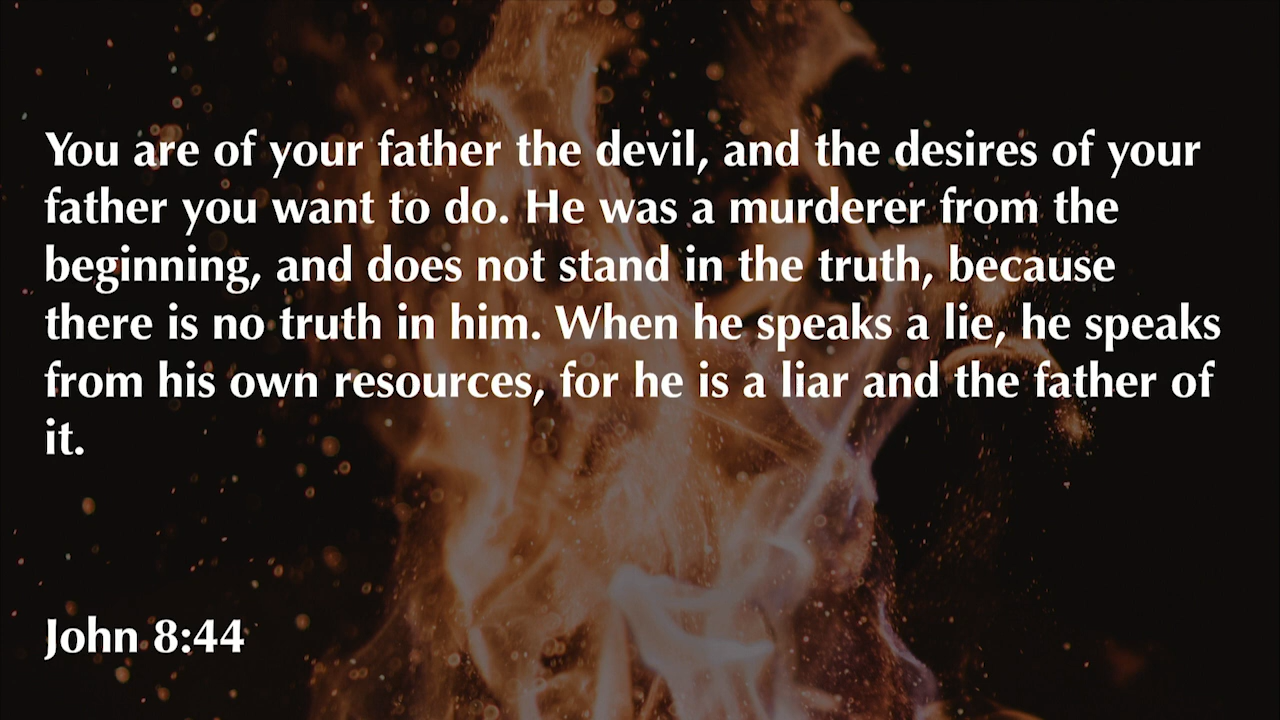 You are of your father the devil, and the desires of your
father you want to do. He was a murderer from the
beginning, and does not stand in the truth, because
there is no truth in him. When he speaks a lie, he speaks
from his own resources, for he is a liar and the father of
it.
John 8:44